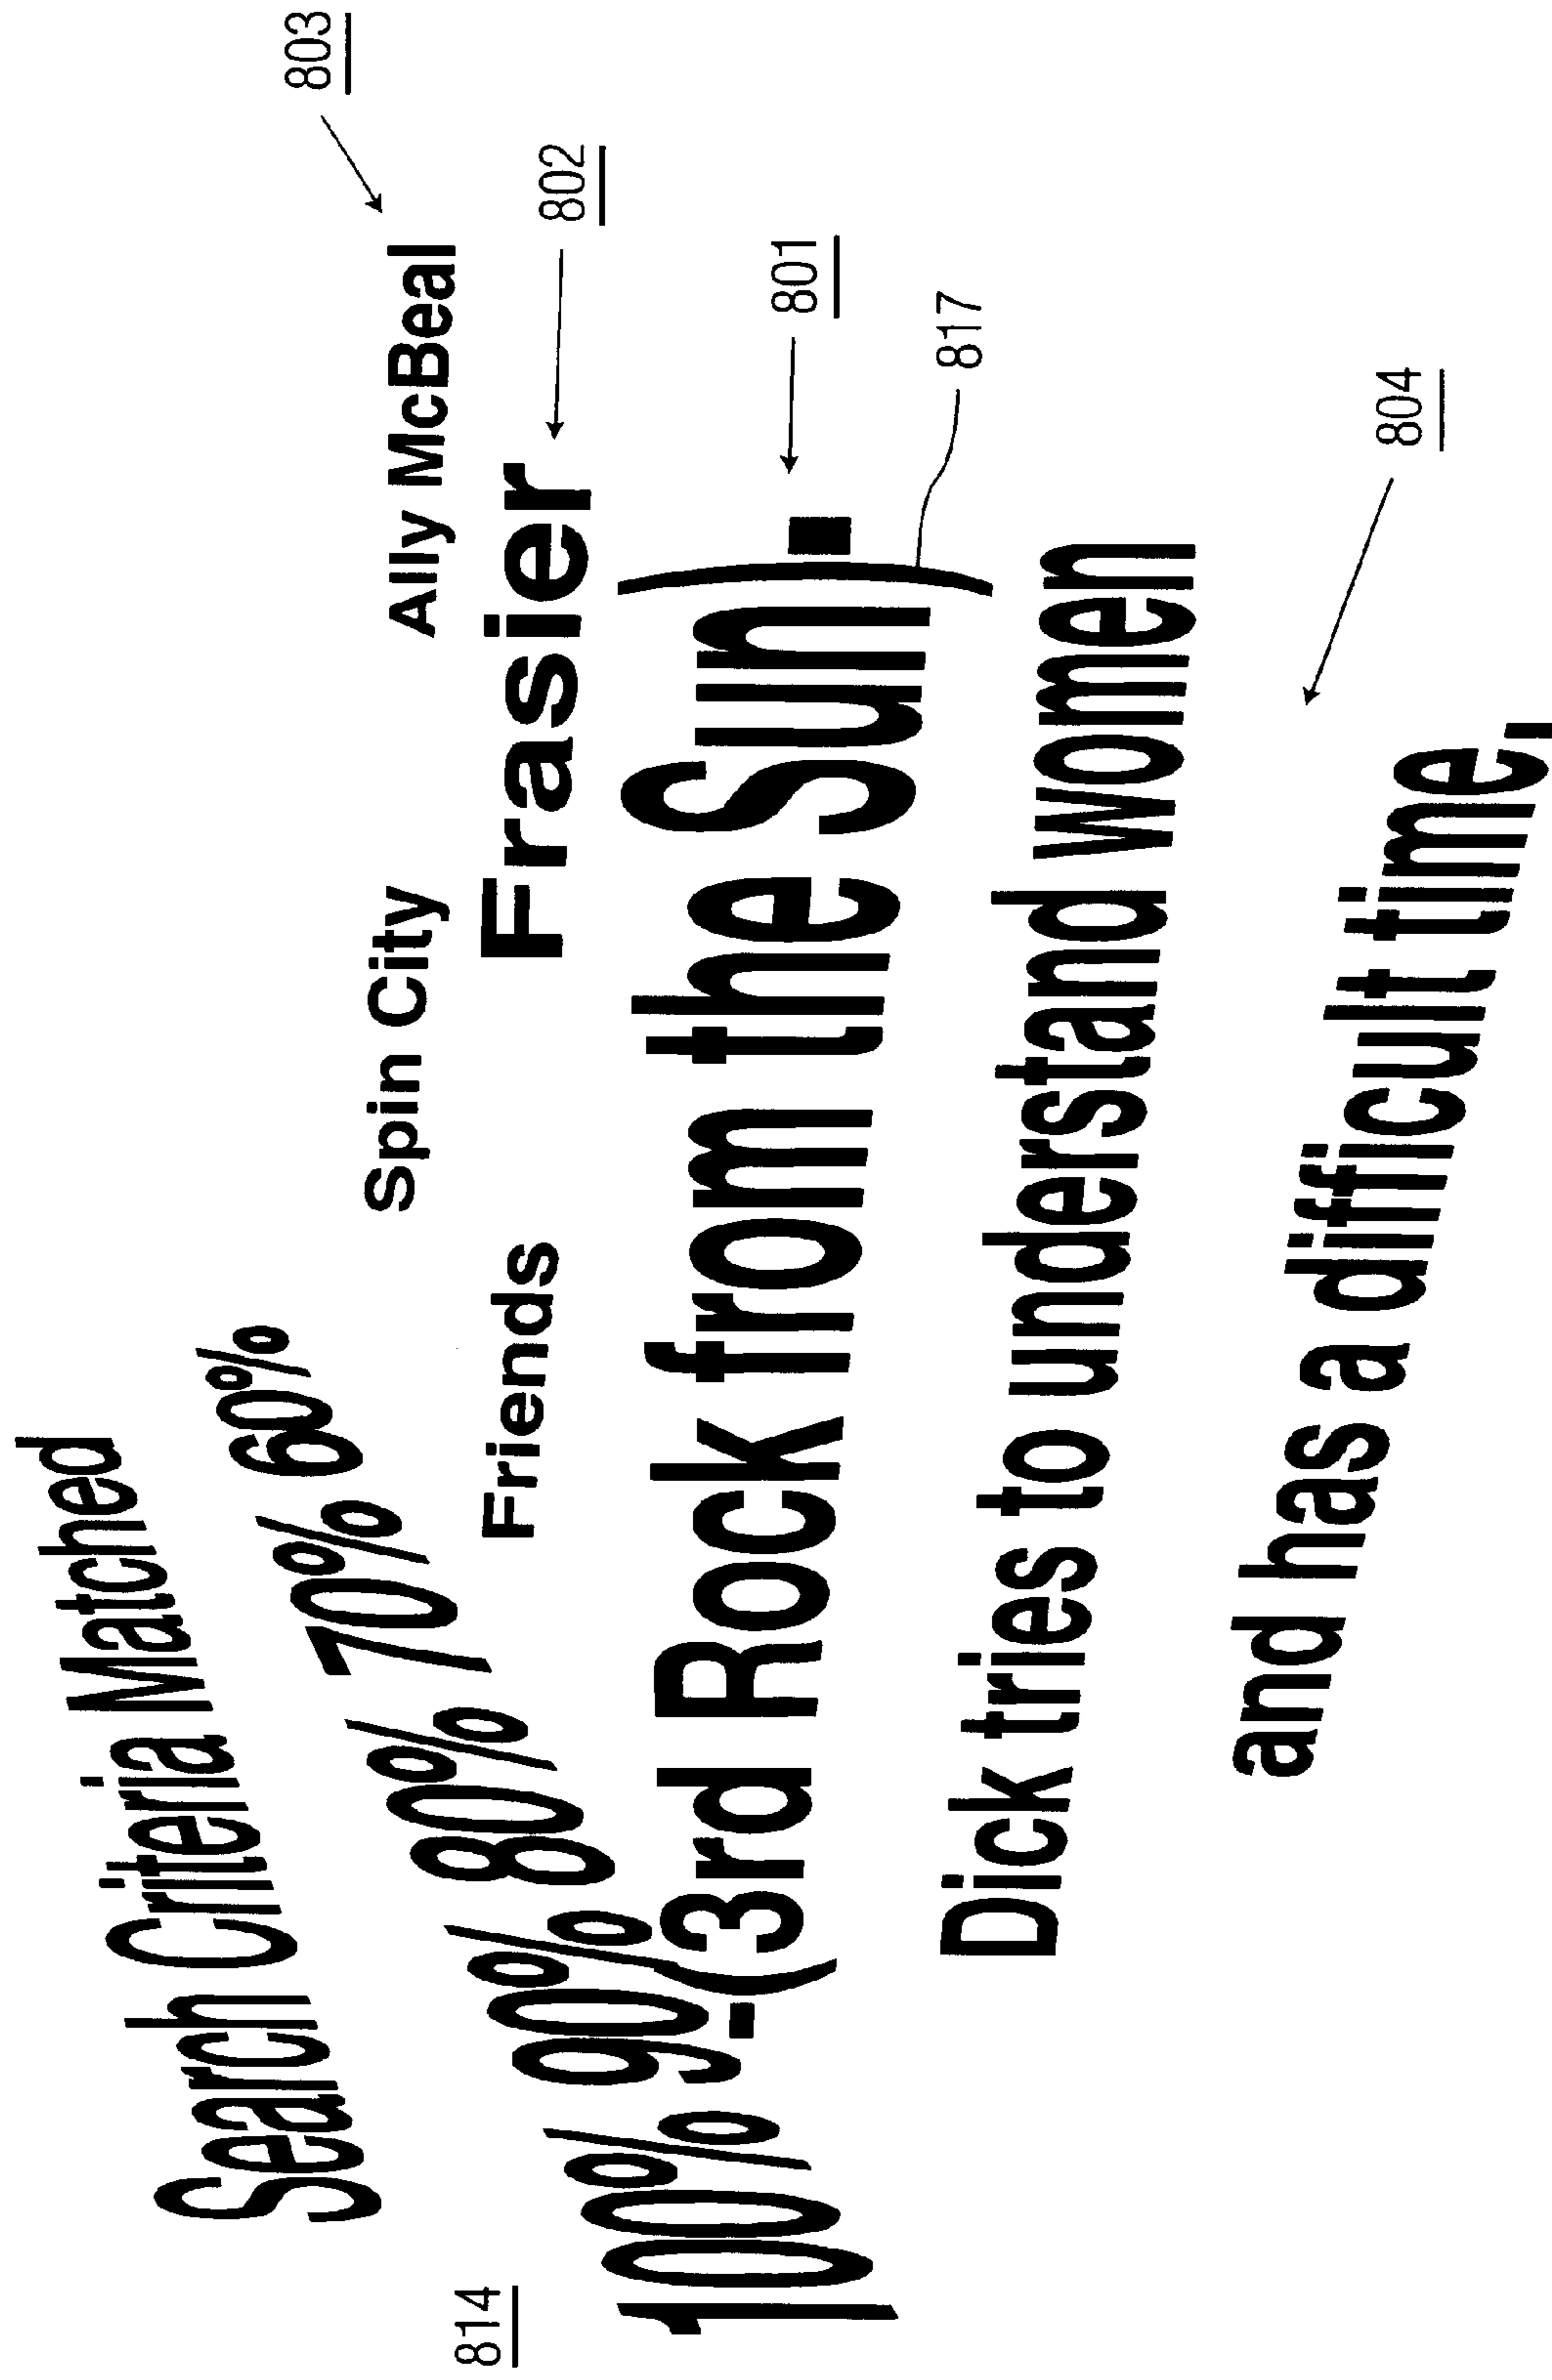 Search Criteria Matched
814
100% 90% 80% 70% 60%
Spin City
Ally McBeal
803
Friends
Frasier
802
-(3rd Rock from the Sun)-
801
817
Dick tries to understand women
and has a difficult time,
804